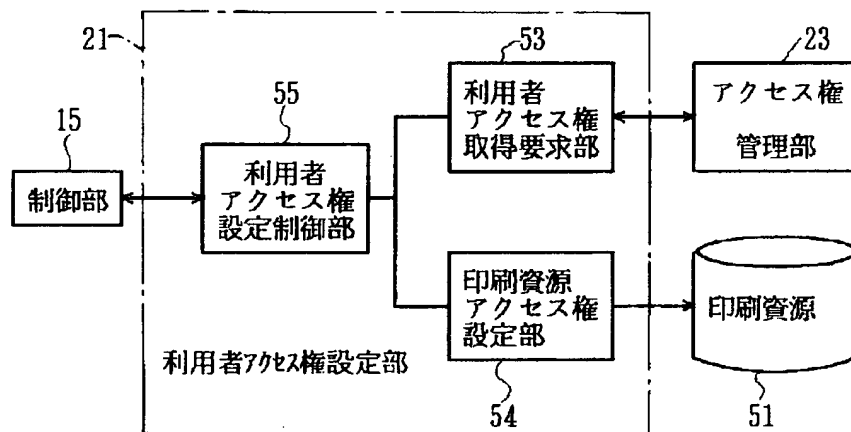 21
53
23
利用者
アクセス権
取得要求部
アクセス権
管理部
55
15
利用者
アクセス権
設定制御部
制御部
印刷資源
アクセス権
設定部
印刷資源
利用者アクセス権設定部
54
51